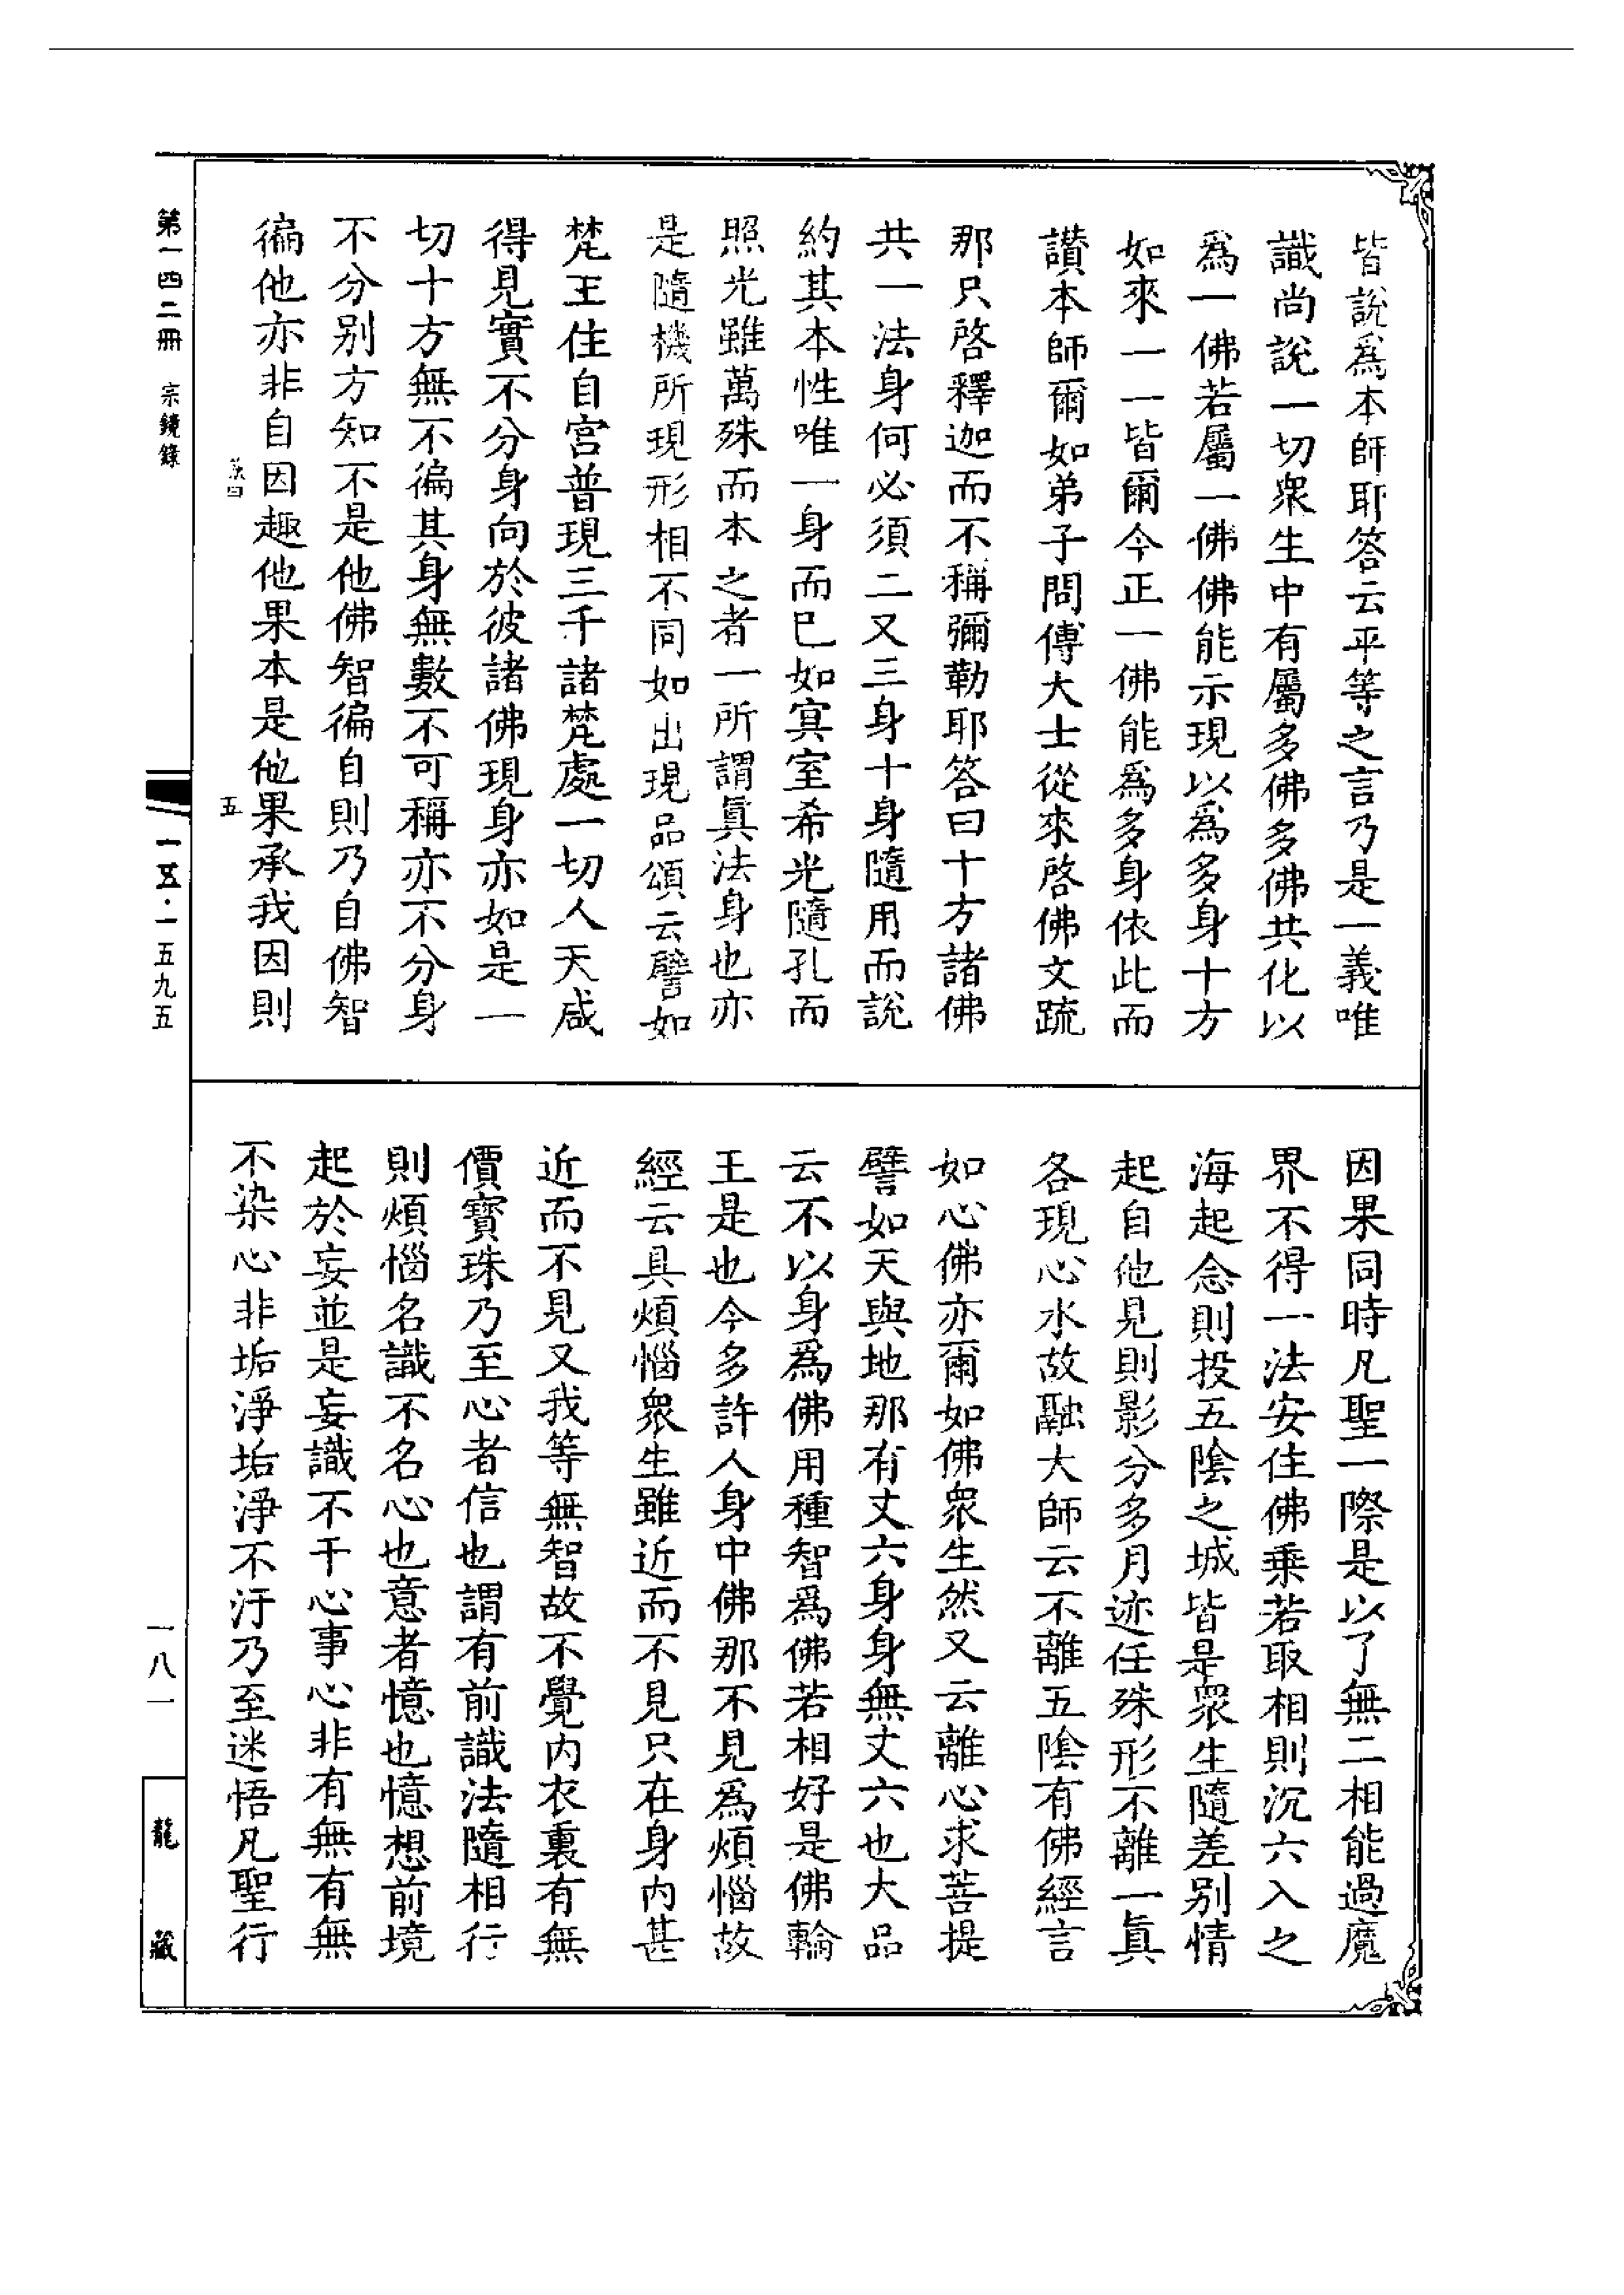 皆說爲本師耶答云平等之言乃是一義唯
識尚說一切衆生中有屬多佛多佛共化以
爲一佛若屬一佛佛能示現以爲多身十方
如來一一皆爾今正一佛能爲多身依此而
讚本師爾如弟子問傅大士從來啓佛文䟽
那只啓釋迦而不稱彌勒耶答曰十方諸佛
共一法身何必須二又三身十身隨用而說
約其本性唯一身而已如寘室希光隨孔而
照光雖萬殊而本之者一所謂眞法身也亦
是隨機所現形相不同如出現品頌云譬如
梵王住自宮普現三千諸梵處一切人天咸
得見實不分身向於彼諸佛現身亦如是一
切十方無不徧其身無數不可稱亦不分身
不分別方知不是他佛智徧自則乃自佛智
徧他亦非自因趣他果本是他果承我因則
因果同時凡聖一際是以了無二相能過魔
界不得一法安住佛乘若取相則沉六入之
海起念則投五陰之城皆是衆生隨差別情
起自他見則影分多月迹任殊形不離一眞
各現心水故融大師云不離五陰有佛經言
如心佛亦爾如佛衆生然又云離心求菩提
譬如天與地那有丈六身身無丈六也大品
云不以身爲佛用種智爲佛若相好是佛輪
王是也今多許人身中佛那不見爲煩惱故
經云具煩惱衆生雖近而不見只在身內甚
近而不見又我等無智故不覺內衣裏有無
價寶珠乃至心者信也謂有前識法隨相行
則煩惱名識不名心也意者憶也憶想前境
起於妄並是妄識不干心事心非有無有無
不染心非垢淨垢淨不汙乃至迷悟凡聖行
第一四二冊 宗鏡錄
五
一五·一五九五
一八一
龍藏